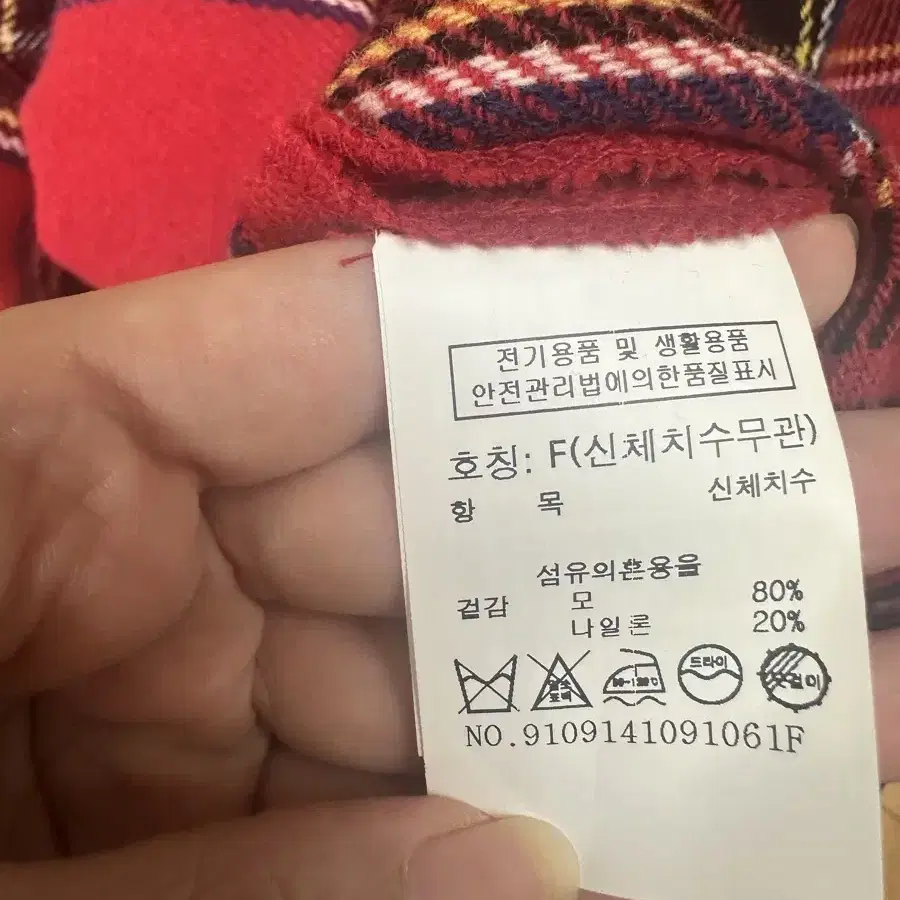 전기용품 및 생활용품
안전관리법에의한품질표시
호칭: F(신체치수무관)
항 목 신체치수
섬유의혼용율
겉감 모 80%
나일론 20%
드라이
NO.9109141091061F